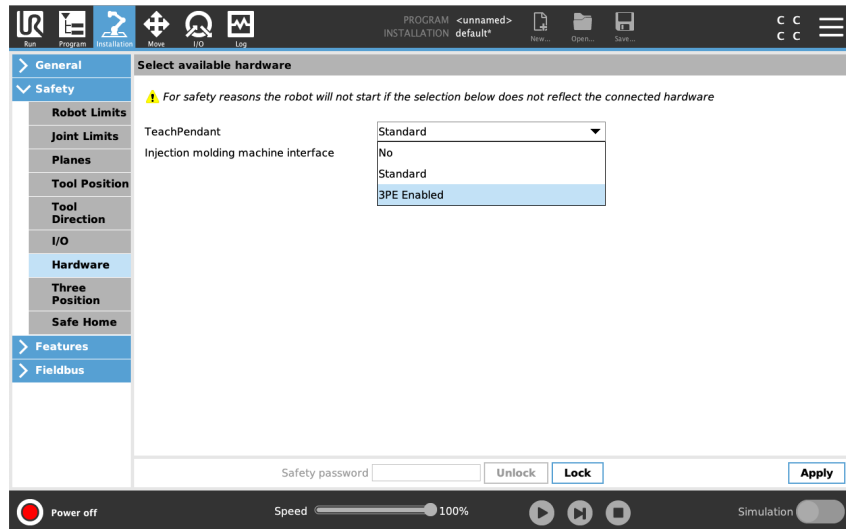 UR
PROGRAM <unnamed>
INSTALLATION default*
C C
C C
Run Program Installation Move I/O Log New... Open... Save...
General
Safety
Robot Limits
Joint Limits
Planes
Tool Position
Tool
Direction
I/O
Hardware
Three
Position
Safe Home
Features
Fieldbus
Select available hardware
For safety reasons the robot will not start if the selection below does not reflect the connected hardware
TeachPendant Standard
Injection molding machine interface
No
Standard
3PE Enabled
Safety password Unlock Lock Apply
Power off Speed 100% Simulation